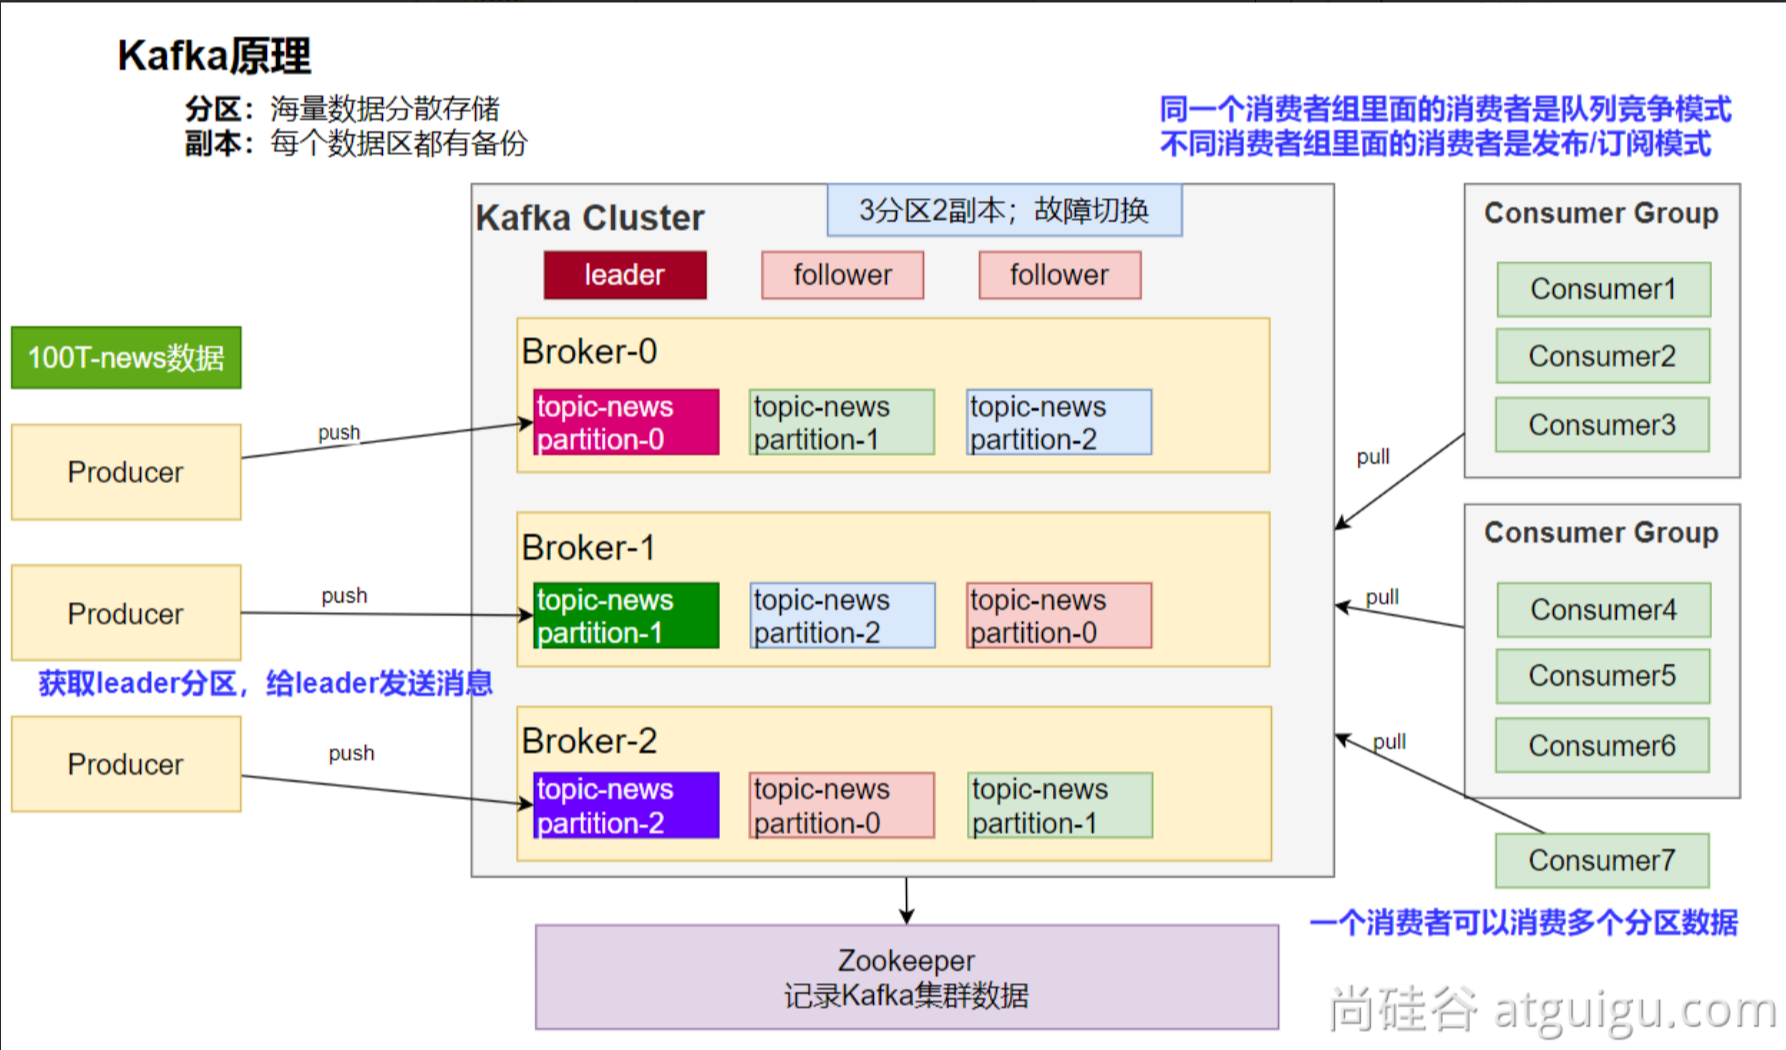 Kafka原理
分区：海量数据分散存储
副本：每个数据区都有备份
同一个消费者组里面的消费者是队列竞争模式
不同消费者组里面的消费者是发布/订阅模式
Kafka Cluster
3分区2副本；故障切换
leader
follower
follower
100T-news数据
Producer
push
Producer
push
获取leader分区，给leader发送消息
Producer
push
Broker-0
topic-news
partition-0
topic-news
partition-1
topic-news
partition-2
Broker-1
topic-news
partition-1
topic-news
partition-2
topic-news
partition-0
Broker-2
topic-news
partition-2
topic-news
partition-0
topic-news
partition-1
Consumer Group
Consumer1
Consumer2
Consumer3
pull
Consumer Group
Consumer4
Consumer5
Consumer6
pull
pull
Consumer7
一个消费者可以消费多个分区数据
Zookeeper
记录Kafka集群数据
尚硅谷 atguigu.com